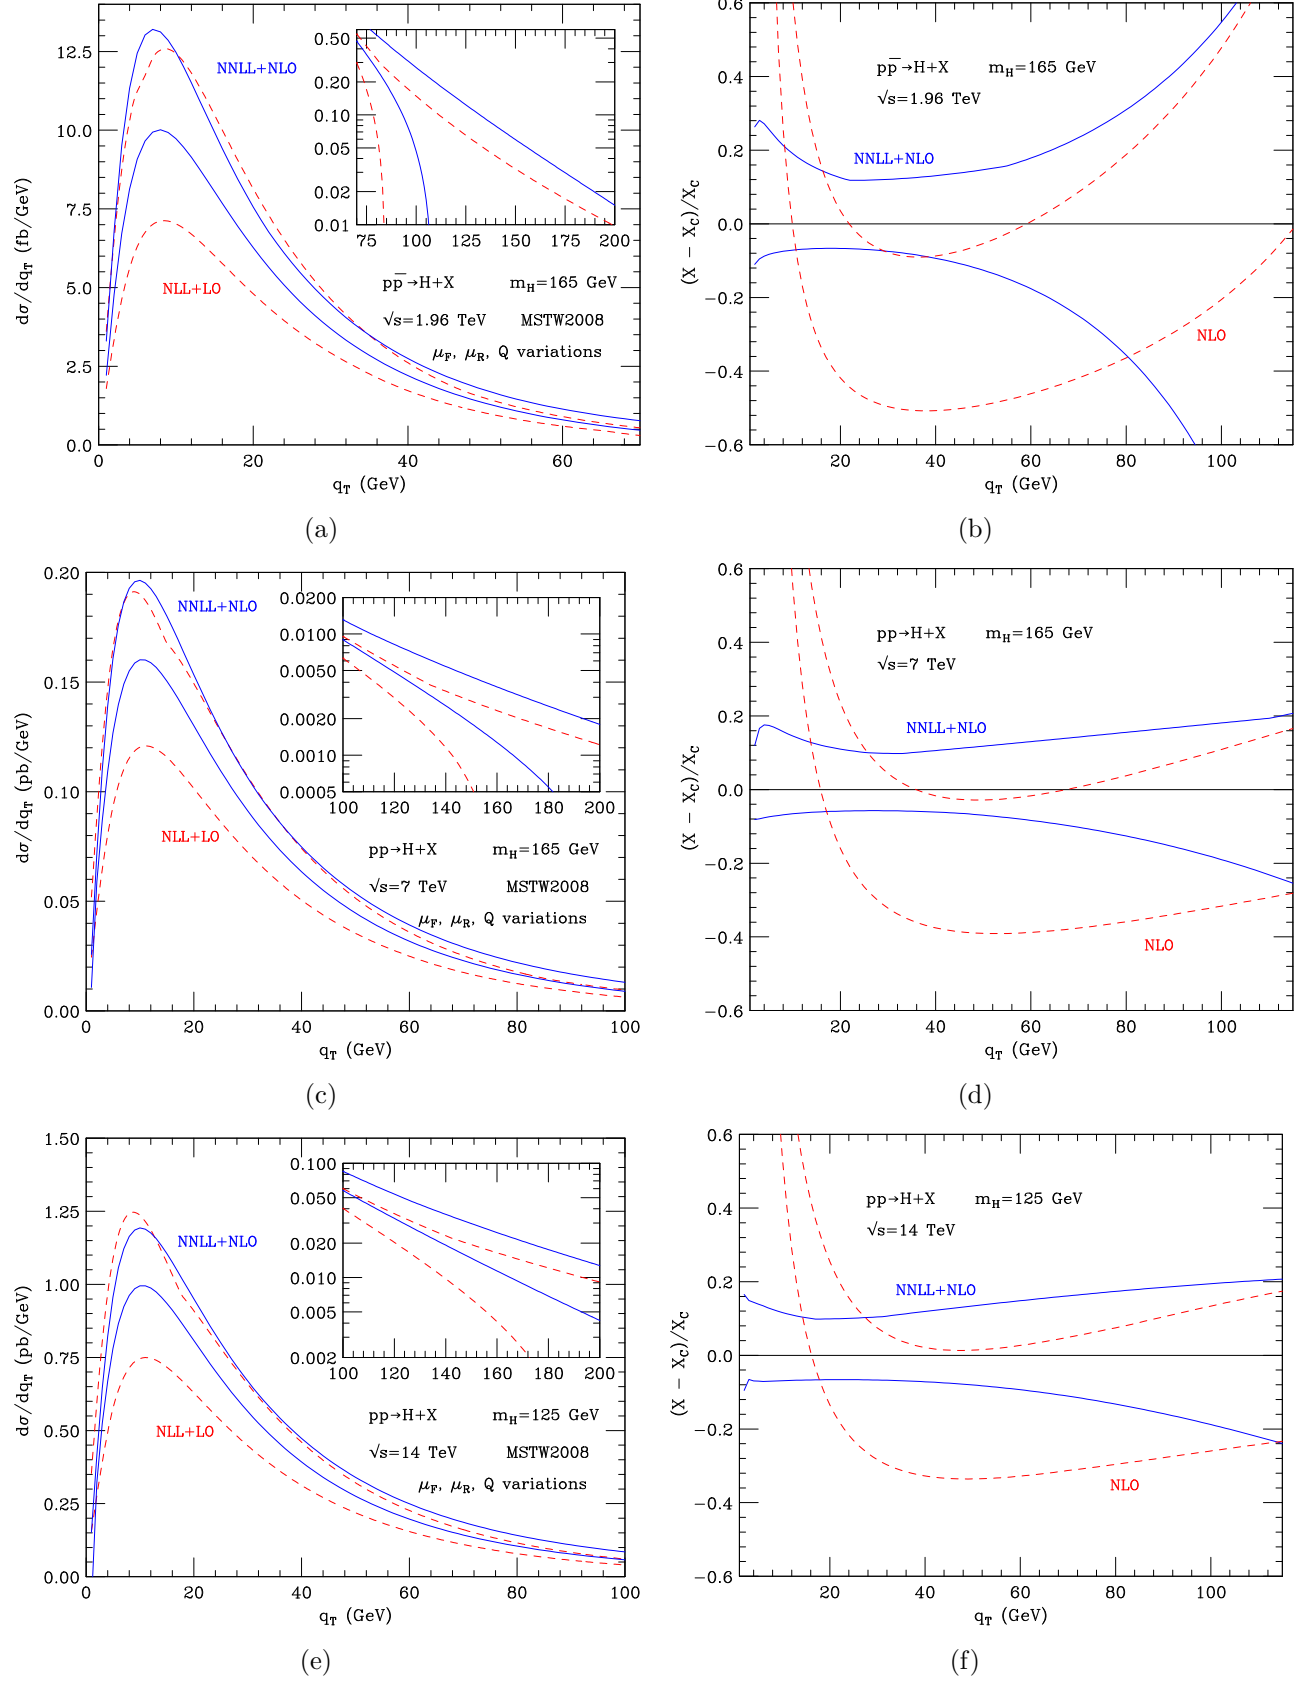 12.5
10.0
7.5
5.0
2.5
0.0
dσ/dq_T (fb/GeV)
0 20 40 60
q_T (GeV)
NNLL+NLO
NLL+LO
0.50
0.10
0.05
0.02
0.01
75 100 125 150 175 200
pp̅→H+X m_H=165 GeV
√s=1.96 TeV MSTW2008
μ_F, μ_R, Q variations
(a)
0.6
0.4
0.2
0.0
−0.2
−0.4
−0.6
(X − X_C)/X_C
pp̅→H+X m_H=165 GeV
√s=1.96 TeV
NNLL+NLO
NLO
20 40 60 80 100
q_T (GeV)
(b)
0.20
0.15
0.10
0.05
0.00
dσ/dq_T (pb/GeV)
0 20 40 60 80 100
q_T (GeV)
NNLL+NLO
NLL+LO
0.0200
0.0100
0.0050
0.0020
0.0010
0.0005
100 120 140 160 180 200
pp→H+X m_H=165 GeV
√s=7 TeV MSTW2008
μ_F, μ_R, Q variations
(c)
0.6
0.4
0.2
0.0
−0.2
−0.4
−0.6
(X − X_C)/X_C
pp→H+X m_H=165 GeV
√s=7 TeV
NNLL+NLO
NLO
20 40 60 80 100
q_T (GeV)
(d)
1.50
1.25
1.00
0.75
0.50
0.25
0.00
dσ/dq_T (pb/GeV)
0 20 40 60 80 100
q_T (GeV)
NNLL+NLO
NLL+LO
0.100
0.050
0.020
0.010
0.005
0.002
100 120 140 160 180 200
pp→H+X m_H=125 GeV
√s=14 TeV MSTW2008
μ_F, μ_R, Q variations
(e)
0.6
0.4
0.2
0.0
−0.2
−0.4
−0.6
(X − X_C)/X_C
pp→H+X m_H=125 GeV
√s=14 TeV
NNLL+NLO
NLO
20 40 60 80 100
q_T (GeV)
(f)